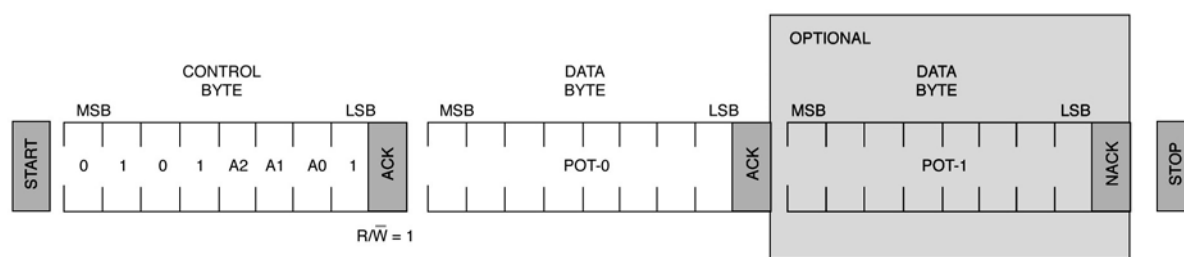 OPTIONAL
CONTROL
BYTE
DATA
BYTE
DATA
BYTE
MSB
LSB
MSB
LSB
MSB
LSB
START
0 1 0 1 A2 A1 A0 1
ACK
POT-0
ACK
POT-1
NACK
STOP
R/W̅ = 1